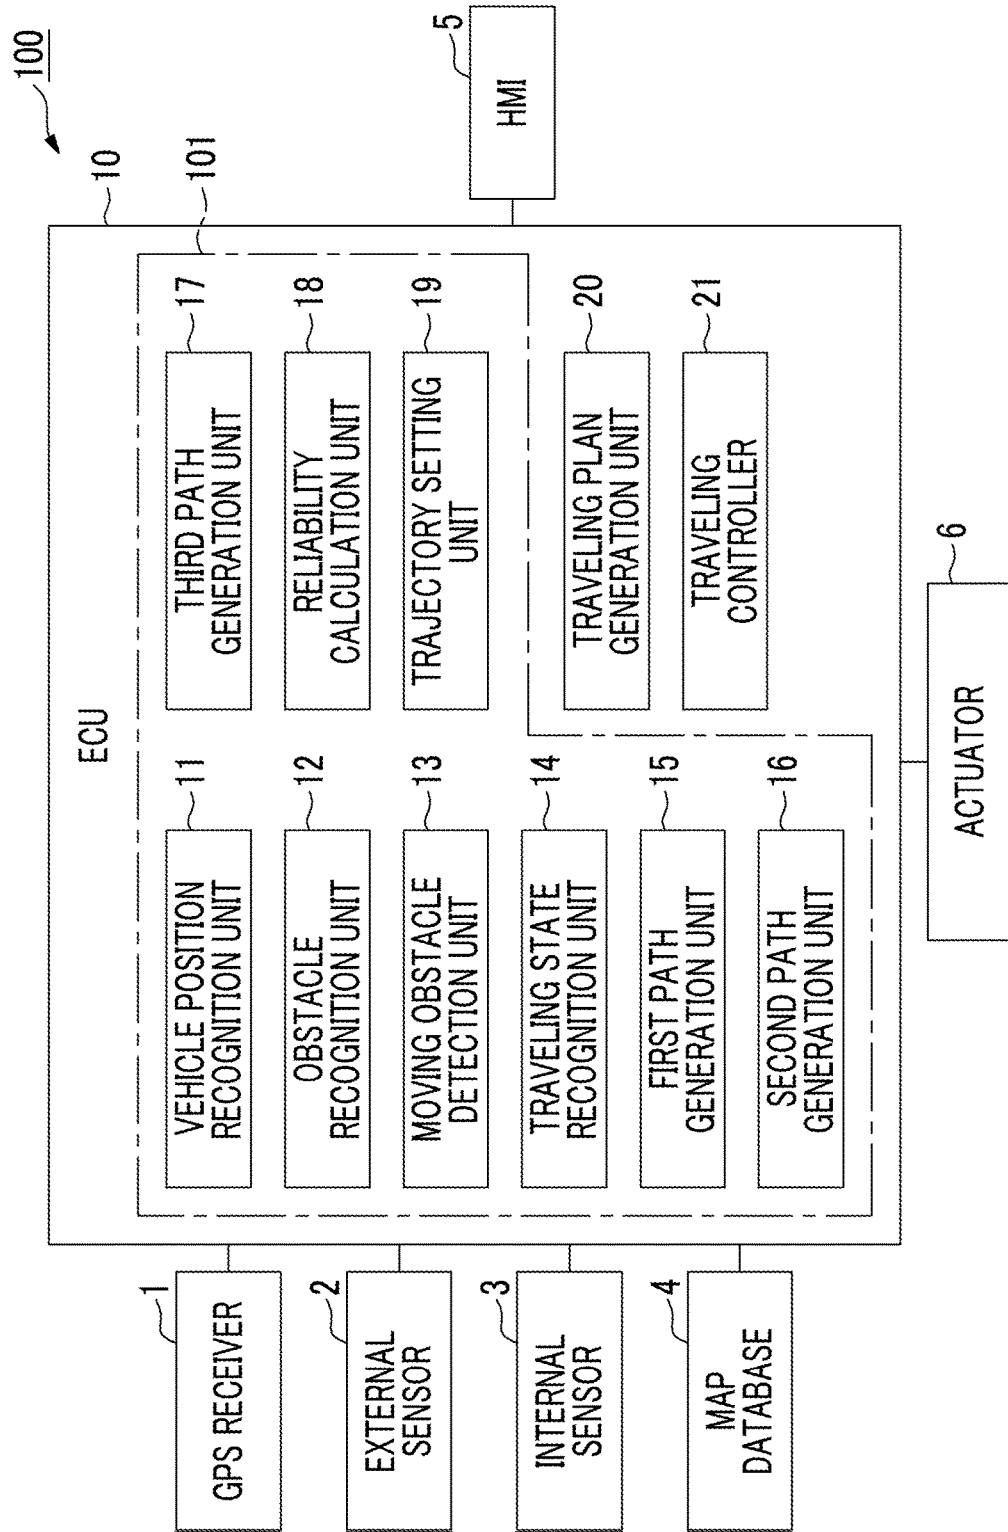 100
10
ECU
101
1
GPS RECEIVER
2
EXTERNAL
SENSOR
3
INTERNAL
SENSOR
4
MAP
DATABASE
11
VEHICLE POSITION
RECOGNITION UNIT
12
OBSTACLE
RECOGNITION UNIT
13
MOVING OBSTACLE
DETECTION UNIT
14
TRAVELING STATE
RECOGNITION UNIT
15
FIRST PATH
GENERATION UNIT
16
SECOND PATH
GENERATION UNIT
17
THIRD PATH
GENERATION UNIT
18
RELIABILITY
CALCULATION UNIT
19
TRAJECTORY SETTING
UNIT
20
TRAVELING PLAN
GENERATION UNIT
21
TRAVELING
CONTROLLER
5
HMI
6
ACTUATOR